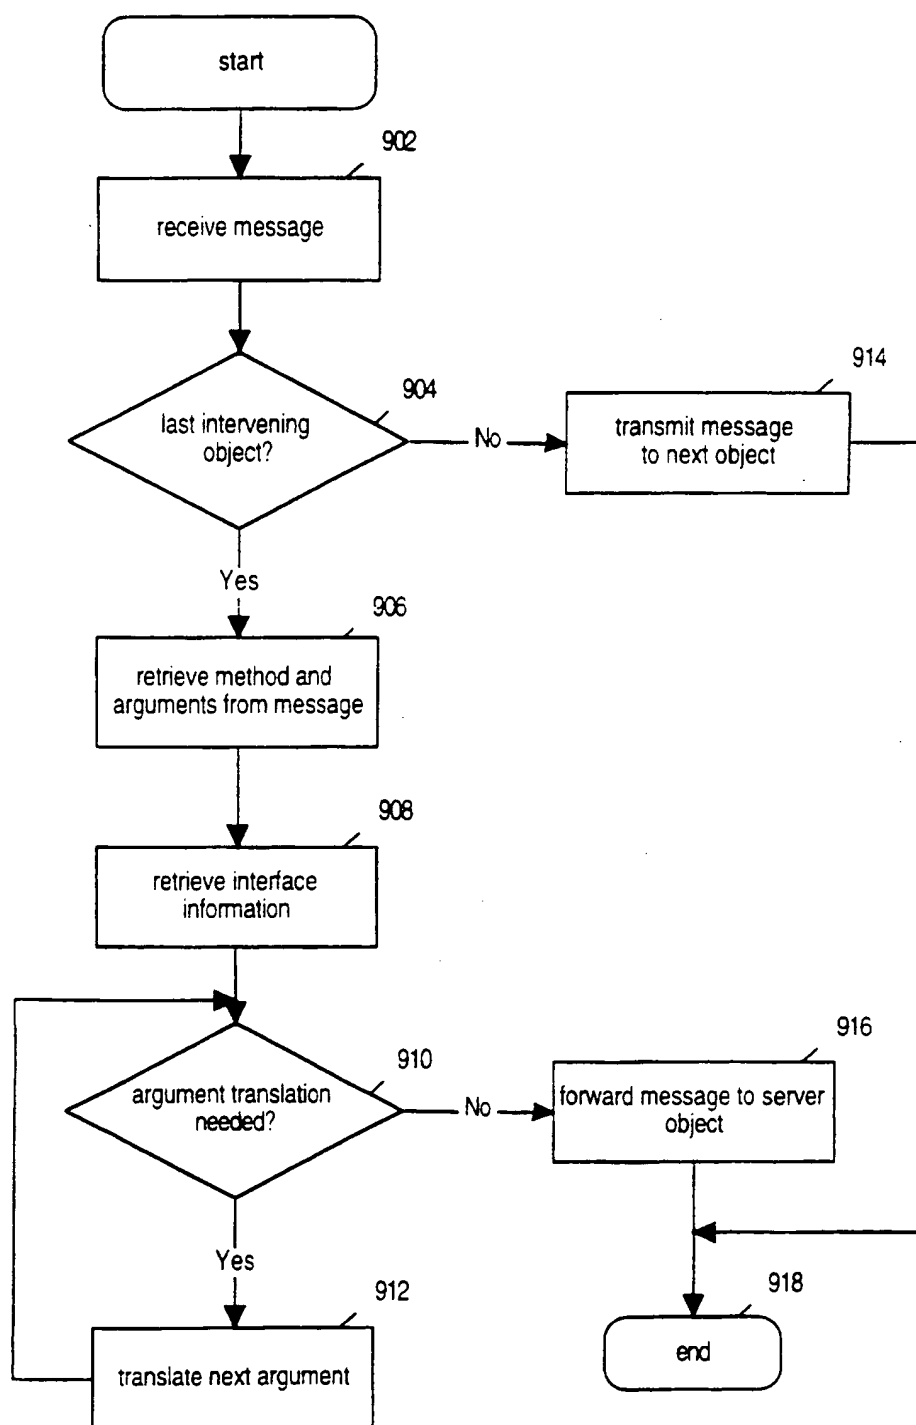 start
902
receive message
904
last intervening
object?
No
914
transmit message
to next object
Yes
906
retrieve method and
arguments from message
908
retrieve interface
information
910
argument translation
needed?
No
916
forward message to server
object
Yes
912
translate next argument
918
end